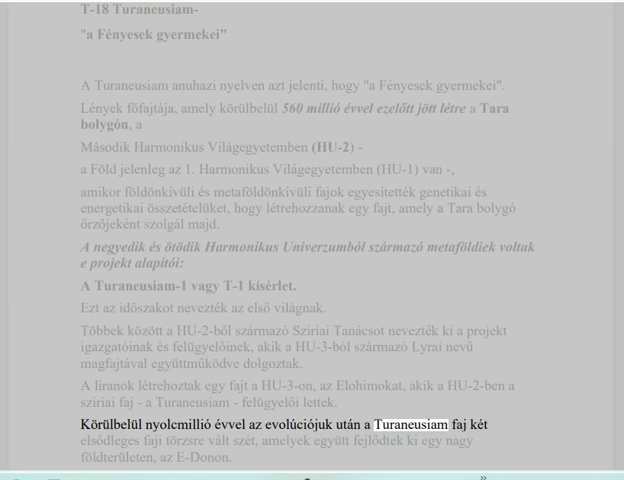 T-18 Turaneusiam-
"a Fényesek gyermekei"
A Turaneusiam anuhazi nyelven azt jelenti, hogy "a Fényesek gyermekei".
Lények főfajtája, amely körülbelül 560 millió évvel ezelőtt jött létre a Tara
bolygón, a
Második Harmonikus Világegyetemben (HU-2) -
a Föld jelenleg az 1. Harmonikus Világegyetemben (HU-1) van -,
amikor földönkívüli és metaföldönkívüli fajok egyesítették genetikai és
energetikai összetételüket, hogy létrehozzanak egy fajt, amely a Tara bolygó
őrzőjeként szolgál majd.
A negyedik és ötödik Harmonikus Univerzumból származó metaföldiek voltak
e projekt alapítói:
A Turaneusiam-1 vagy T-1 kísérlet.
Ezt az időszakot nevezték az első világnak.
Többek között a HU-2-ből származó Sziriai Tanácsot nevezték ki a projekt
igazgatóinak és felügyelőinek, akik a HU-3-ból származó Lyrai nevű
magfajtával együttműködve dolgoztak.
A líranok létrehoztak egy fajt a HU-3-on, az Elohimokat, akik a HU-2-ben a
sziriai faj - a Turaneusiam - felügyelői lettek.
Körülbelül nyolcmillió évvel az evolúciójuk után a Turaneusiam faj két
elsődleges faji törzsre vált szét, amelyek együtt fejlődtek ki egy nagy
földterületen, az E-Donon.